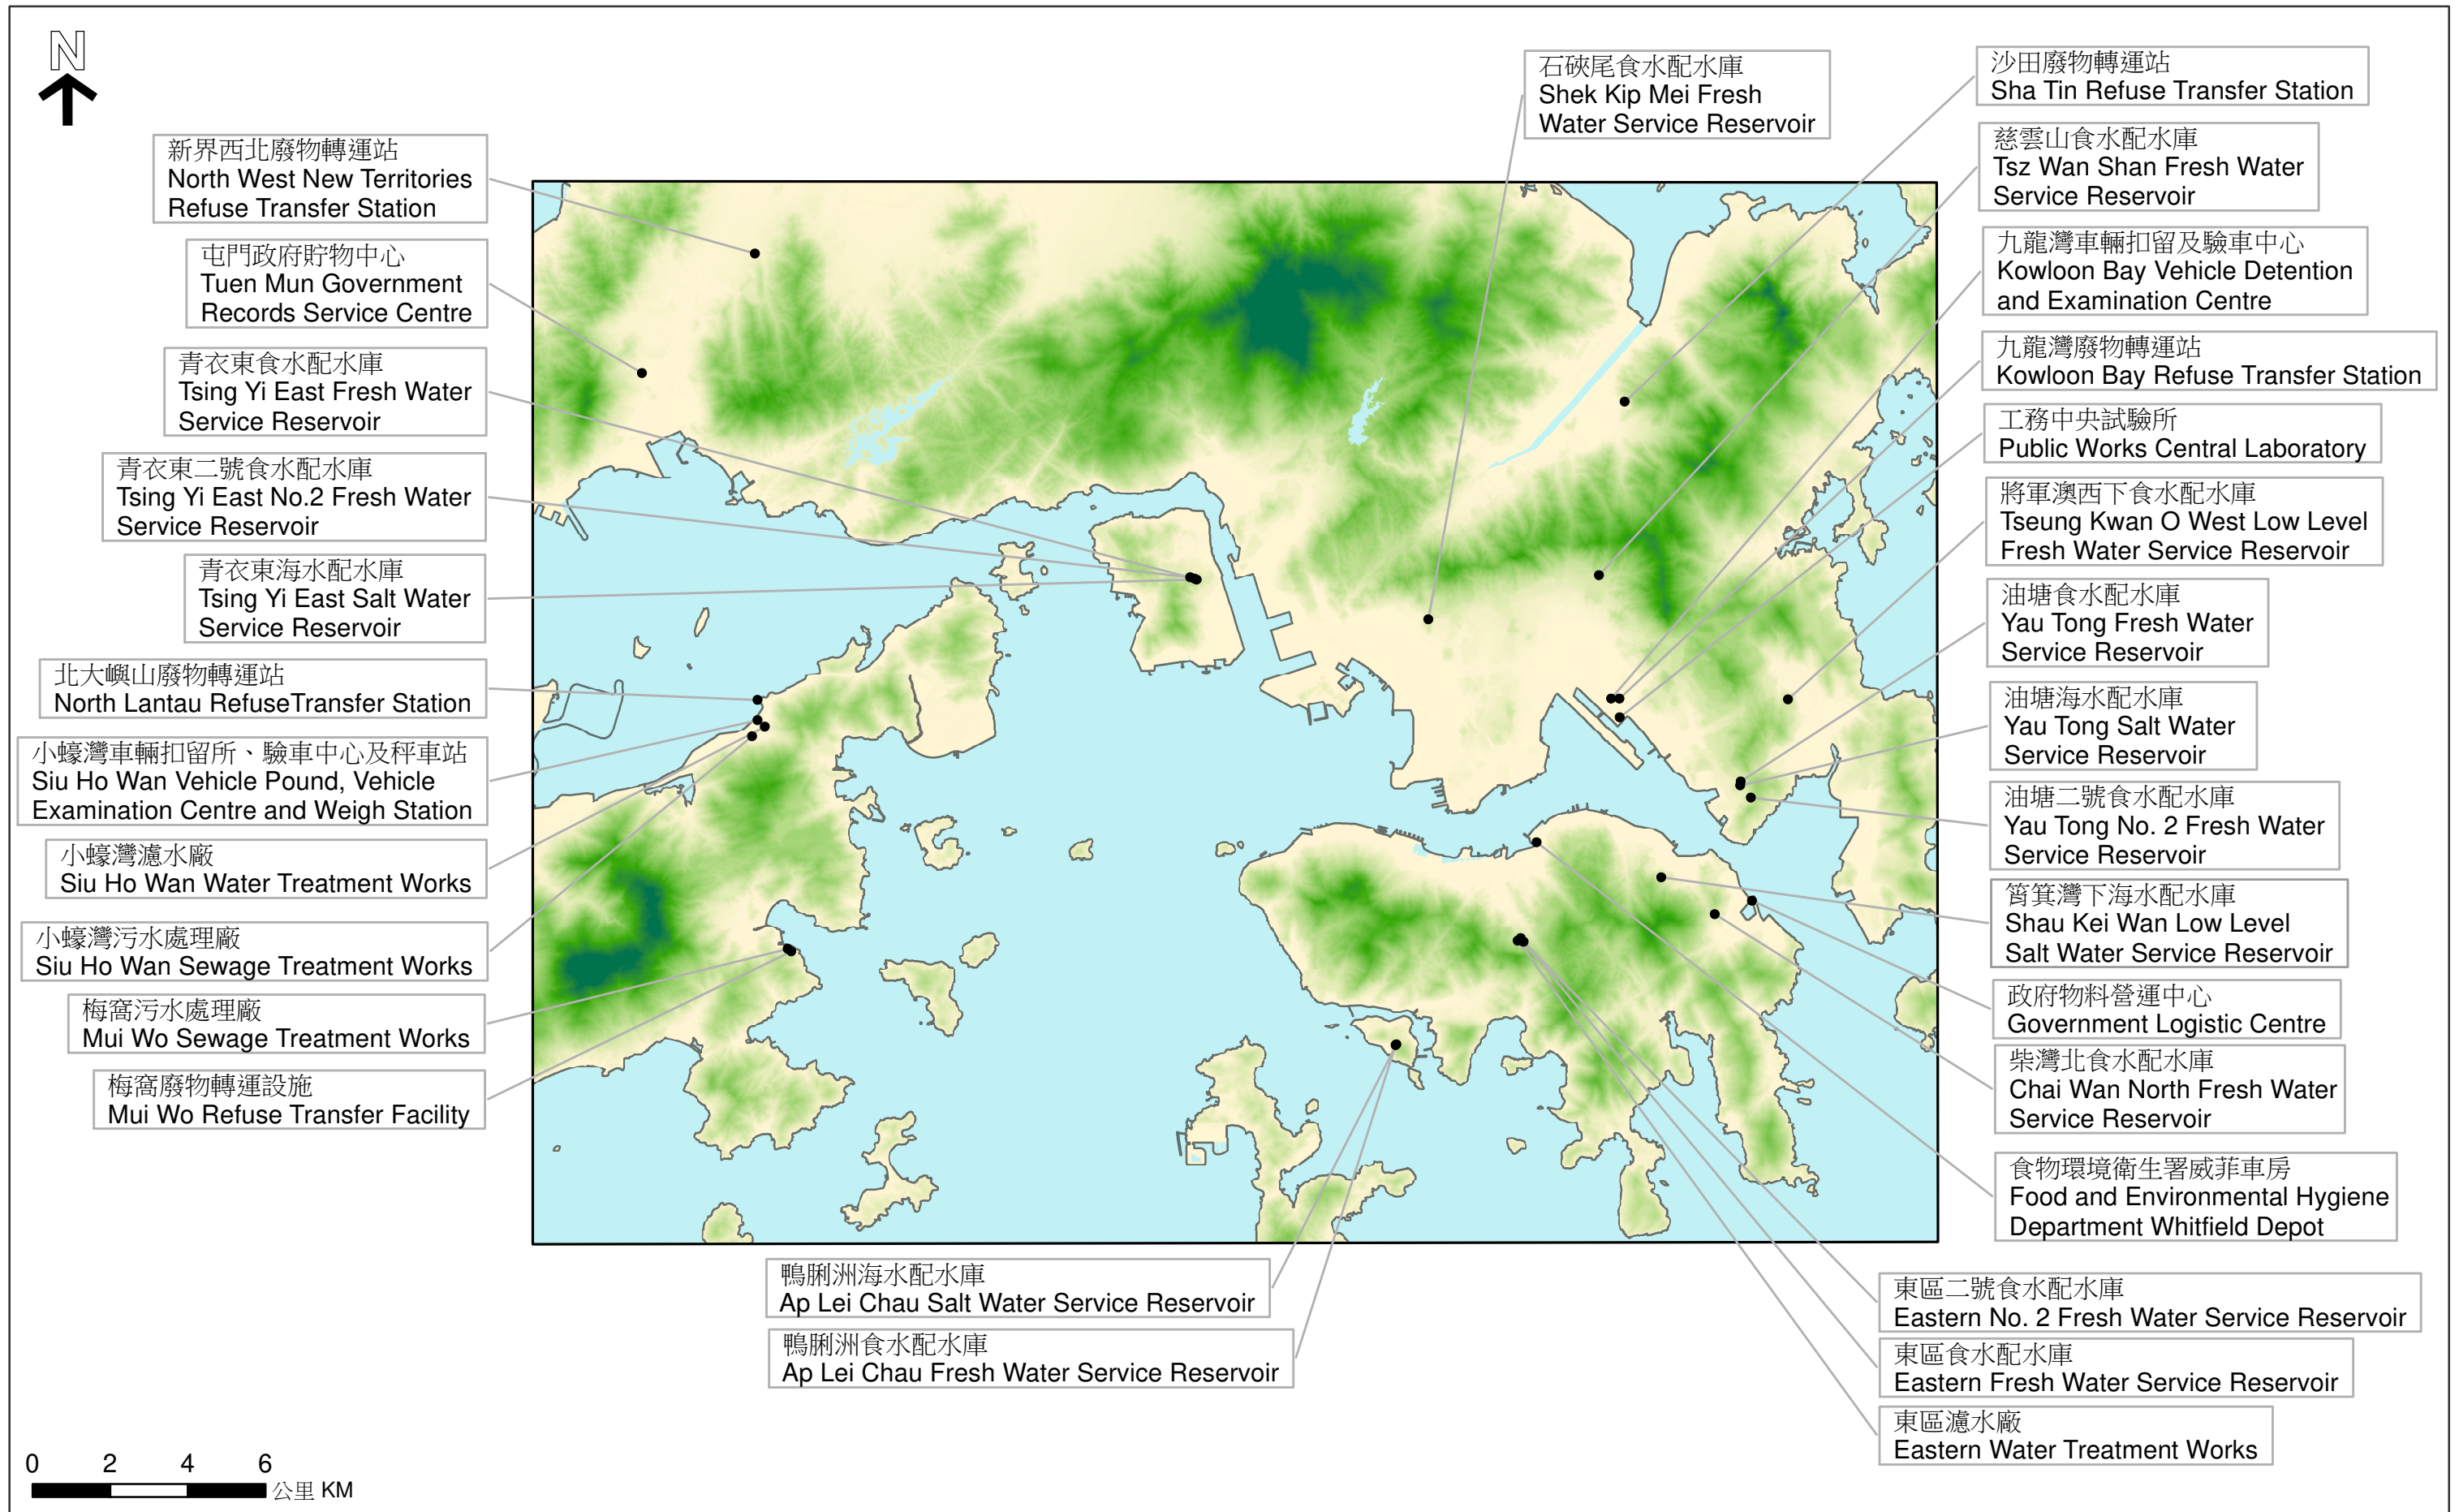 N
新界西北廢物轉運站
North West New Territories
Refuse Transfer Station
屯門政府貯物中心
Tuen Mun Government
Records Service Centre
青衣東食水配水庫
Tsing Yi East Fresh Water
Service Reservoir
青衣東二號食水配水庫
Tsing Yi East No.2 Fresh Water
Service Reservoir
青衣東海水配水庫
Tsing Yi East Salt Water
Service Reservoir
北大嶼山廢物轉運站
North Lantau RefuseTransfer Station
小蠔灣車輛扣留所、驗車中心及秤車站
Siu Ho Wan Vehicle Pound, Vehicle
Examination Centre and Weigh Station
小蠔灣濾水廠
Siu Ho Wan Water Treatment Works
小蠔灣污水處理廠
Siu Ho Wan Sewage Treatment Works
梅窩污水處理廠
Mui Wo Sewage Treatment Works
梅窩廢物轉運設施
Mui Wo Refuse Transfer Facility
石硤尾食水配水庫
Shek Kip Mei Fresh
Water Service Reservoir
沙田廢物轉運站
Sha Tin Refuse Transfer Station
慈雲山食水配水庫
Tsz Wan Shan Fresh Water
Service Reservoir
九龍灣車輛扣留及驗車中心
Kowloon Bay Vehicle Detention
and Examination Centre
九龍灣廢物轉運站
Kowloon Bay Refuse Transfer Station
工務中央試驗所
Public Works Central Laboratory
將軍澳西下食水配水庫
Tseung Kwan O West Low Level
Fresh Water Service Reservoir
油塘食水配水庫
Yau Tong Fresh Water
Service Reservoir
油塘海水配水庫
Yau Tong Salt Water
Service Reservoir
油塘二號食水配水庫
Yau Tong No. 2 Fresh Water
Service Reservoir
筲箕灣下海水配水庫
Shau Kei Wan Low Level
Salt Water Service Reservoir
政府物料營運中心
Government Logistic Centre
柴灣北食水配水庫
Chai Wan North Fresh Water
Service Reservoir
食物環境衞生署威菲車房
Food and Environmental Hygiene
Department Whitfield Depot
鴨脷洲海水配水庫
Ap Lei Chau Salt Water Service Reservoir
鴨脷洲食水配水庫
Ap Lei Chau Fresh Water Service Reservoir
東區二號食水配水庫
Eastern No. 2 Fresh Water Service Reservoir
東區食水配水庫
Eastern Fresh Water Service Reservoir
東區濾水廠
Eastern Water Treatment Works
0 2 4 6
公里 KM